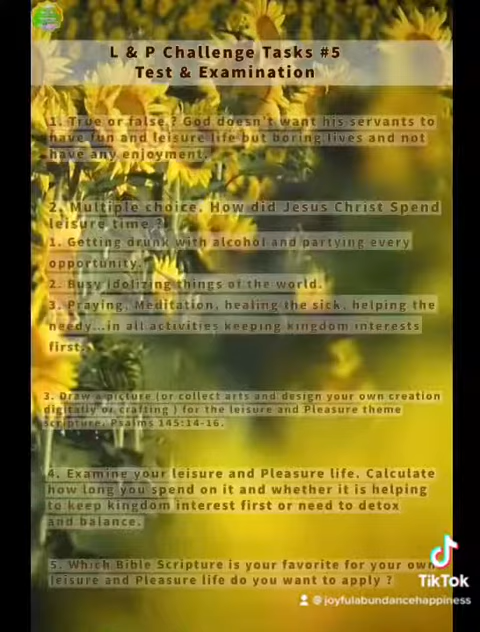 L & P Challenge Tasks #5
Test & Examination
1. True or false ? God doesn't want his servants to
have fun and leisure life but boring lives and not
have any enjoyment.
2. Multiple choice. How did Jesus Christ Spend
leisure time ?
1. Getting drunk with alcohol and partying every
opportunity.
2. Busy idolizing things of the world.
3. Praying, Meditation, healing the sick, helping the
needy...in all activities keeping kingdom interests
first.
3. Draw a picture (or collect arts and design your own creation
digitally or crafting ) for the leisure and Pleasure theme
scripture. Psalms 145:14-16.
4. Examine your leisure and Pleasure life. Calculate
how long you spend on it and whether it is helping
to keep kingdom interest first or need to detox
and balance.
5. Which Bible Scripture is your favorite for your own
leisure and Pleasure life do you want to apply ?
TikTok
@joyfulabundancehappiness